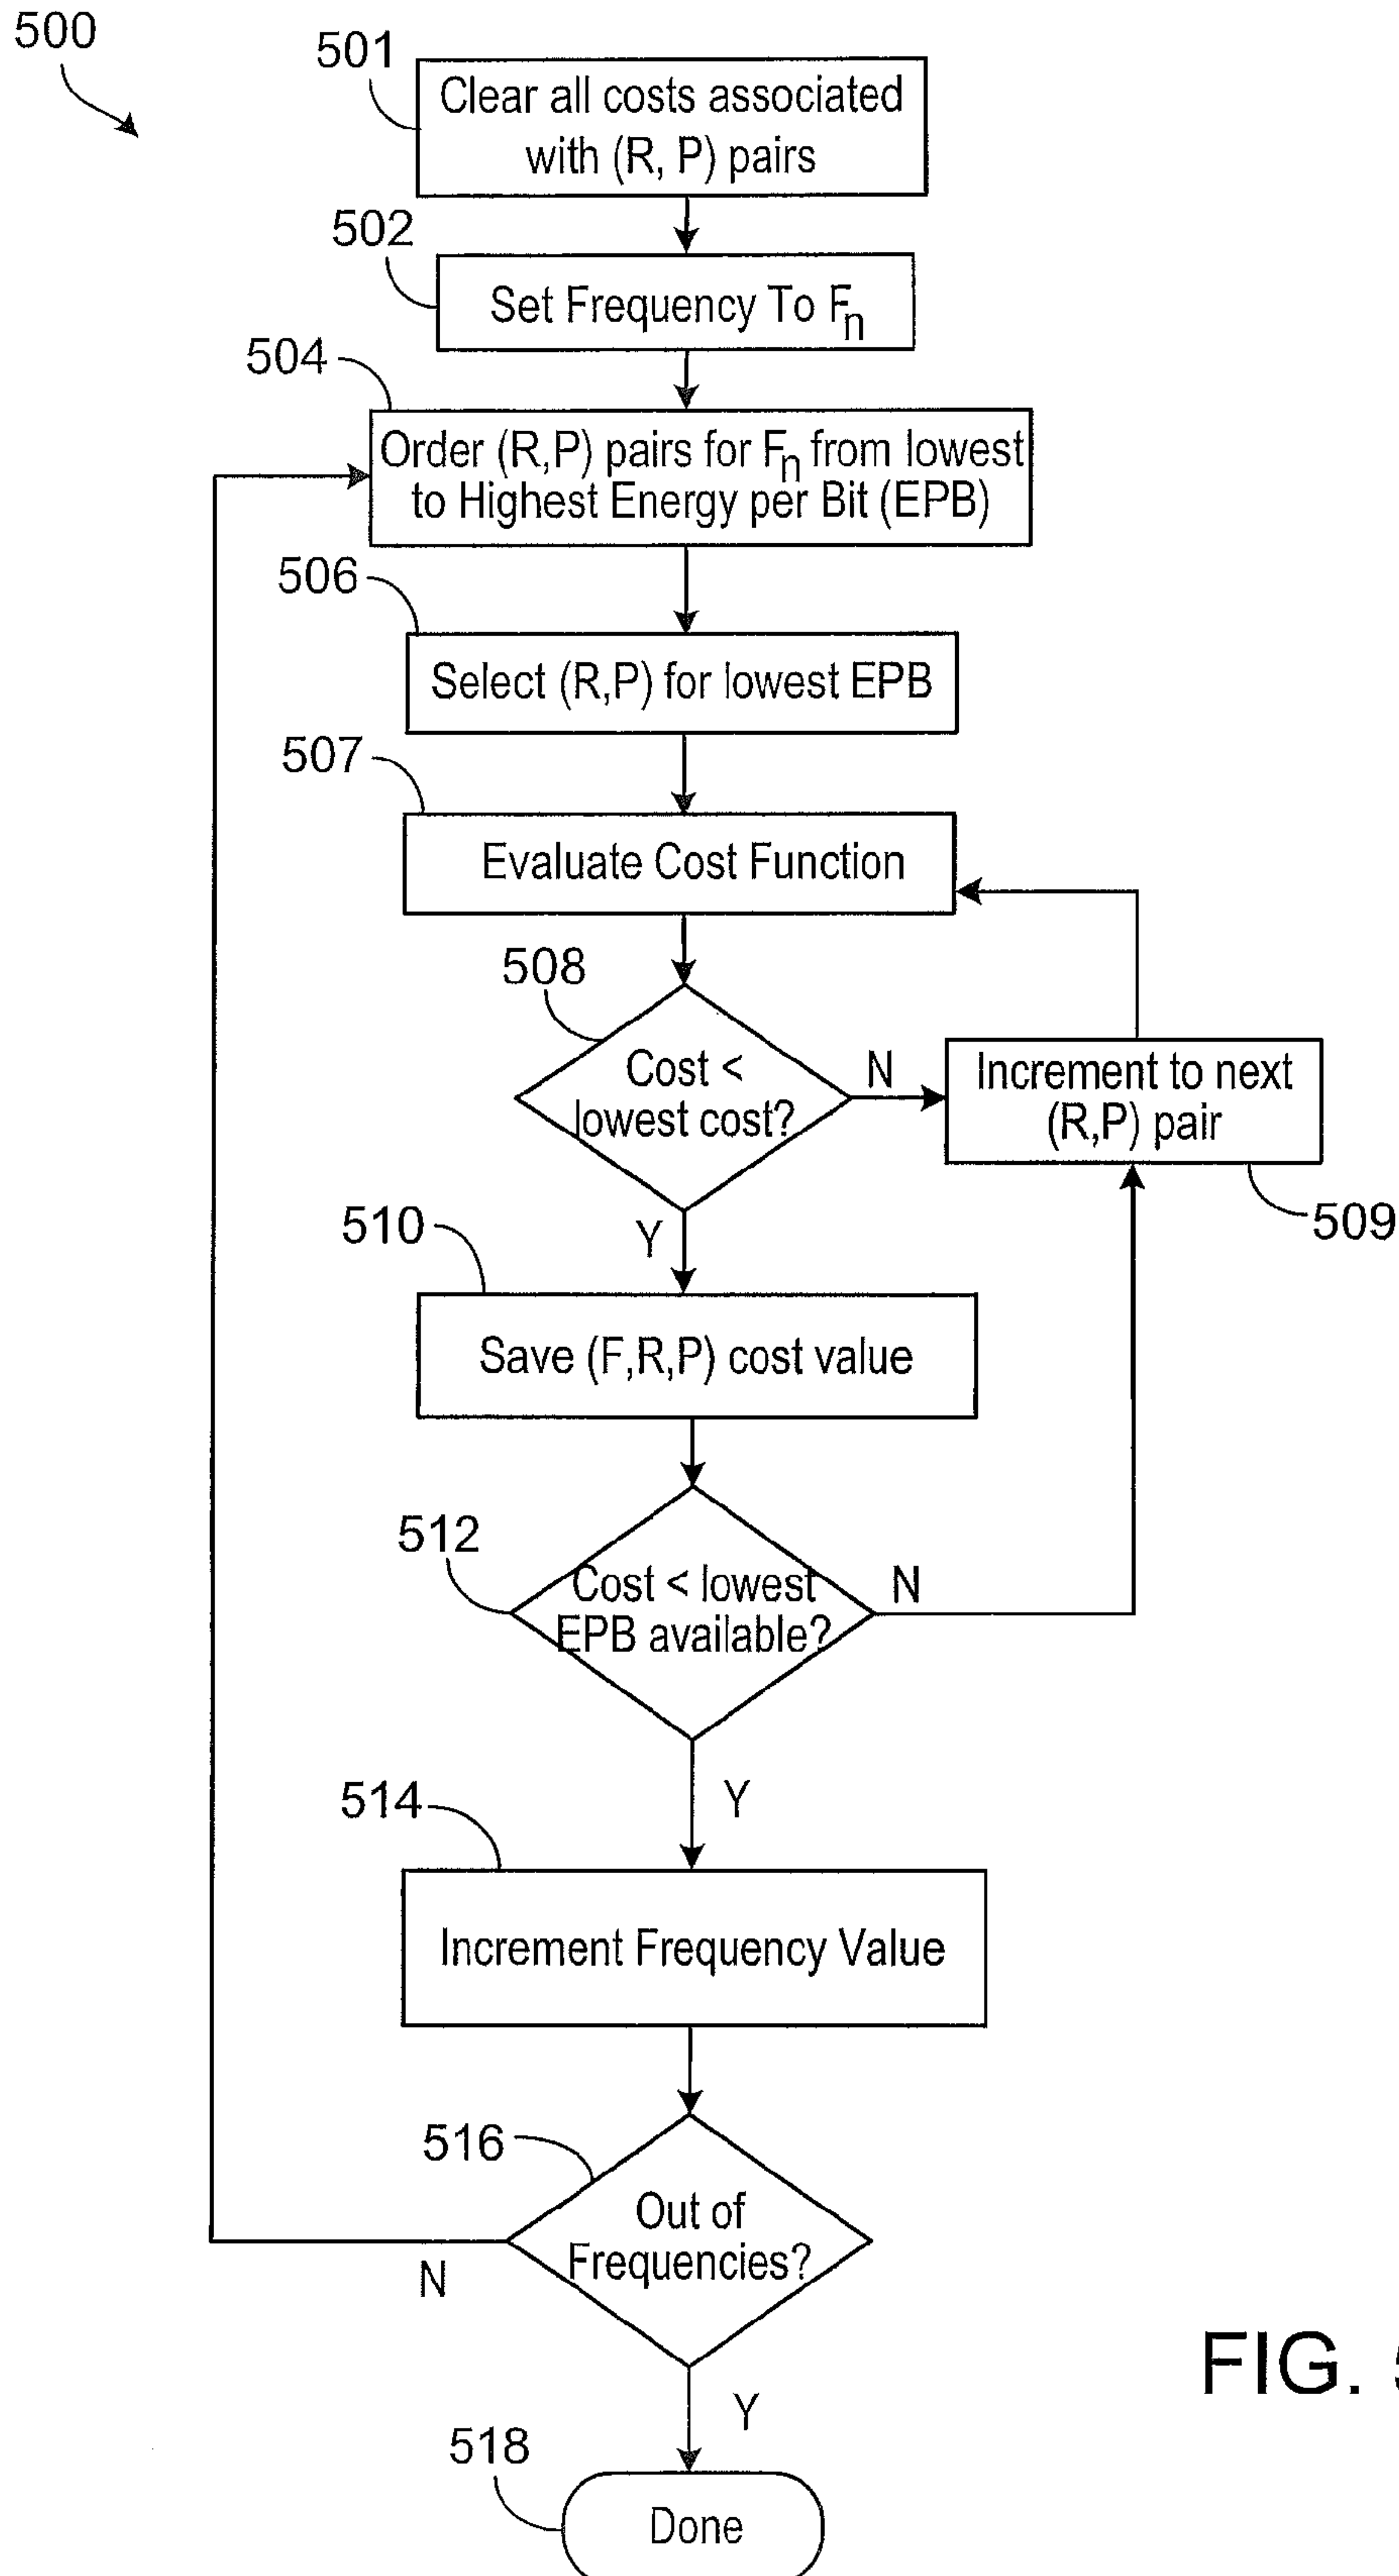 500
501
Clear all costs associated
with (R, P) pairs
502
Set Frequency To Fn
504
Order (R,P) pairs for Fn from lowest
to Highest Energy per Bit (EPB)
506
Select (R,P) for lowest EPB
507
Evaluate Cost Function
508
Cost <
lowest cost?
N
Increment to next
(R,P) pair
509
Y
510
Save (F,R,P) cost value
512
Cost < lowest
EPB available?
N
Y
514
Increment Frequency Value
516
Out of
Frequencies?
N
Y
FIG. 5
518
Done